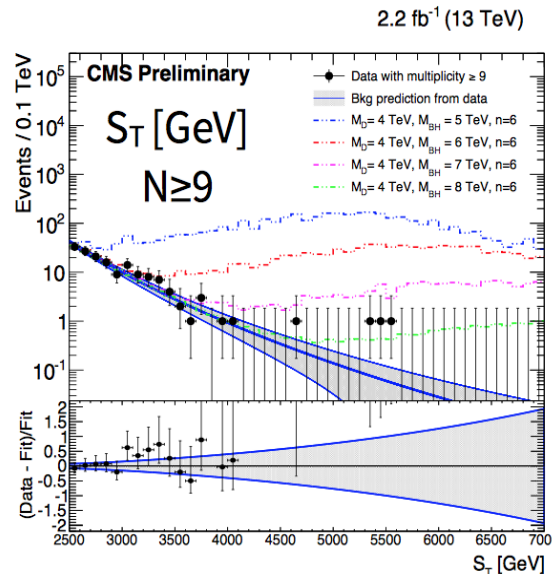 2.2 fb⁻¹ (13 TeV)
CMS Preliminary
Data with multiplicity ≥ 9
Bkg prediction from data
M_D= 4 TeV, M_BH = 5 TeV, n=6
M_D= 4 TeV, M_BH = 6 TeV, n=6
M_D= 4 TeV, M_BH = 7 TeV, n=6
M_D= 4 TeV, M_BH = 8 TeV, n=6
S_T [GeV]
N≥9
Events / 0.1 TeV
10⁵
10⁴
10³
10²
10
1
10⁻¹
(Data - Fit)/Fit
2
1.5
1
0.5
0
-0.5
-1
-1.5
-2
2500 3000 3500 4000 4500 5000 5500 6000 6500 700
S_T [GeV]